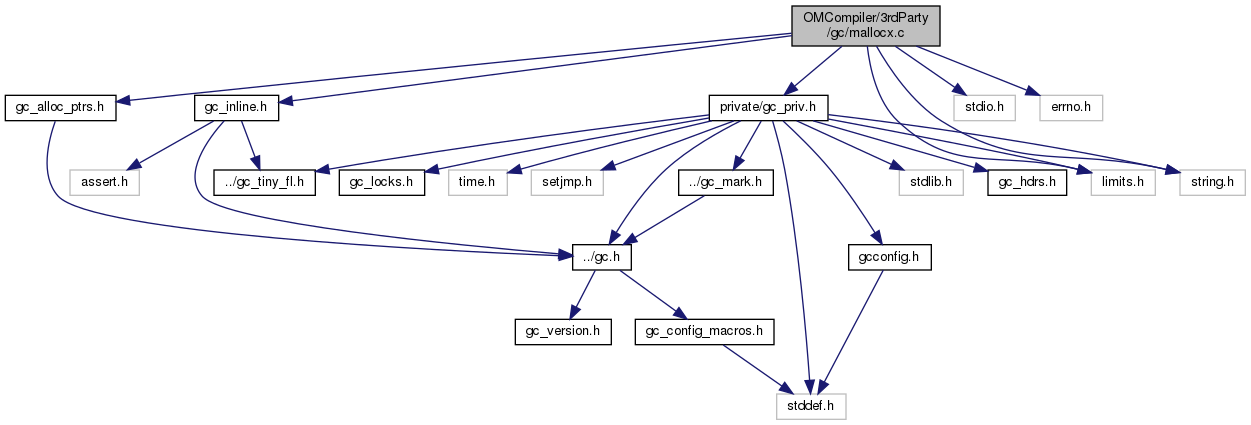 OMCompiler/3rdParty
/gc/mallocx.c
gc_alloc_ptrs.h
gc_inline.h
private/gc_priv.h
stdio.h
errno.h
assert.h
../gc_tiny_fl.h
gc_locks.h
time.h
setjmp.h
../gc_mark.h
stdlib.h
gc_hdrs.h
limits.h
string.h
../gc.h
gcconfig.h
gc_version.h
gc_config_macros.h
stddef.h